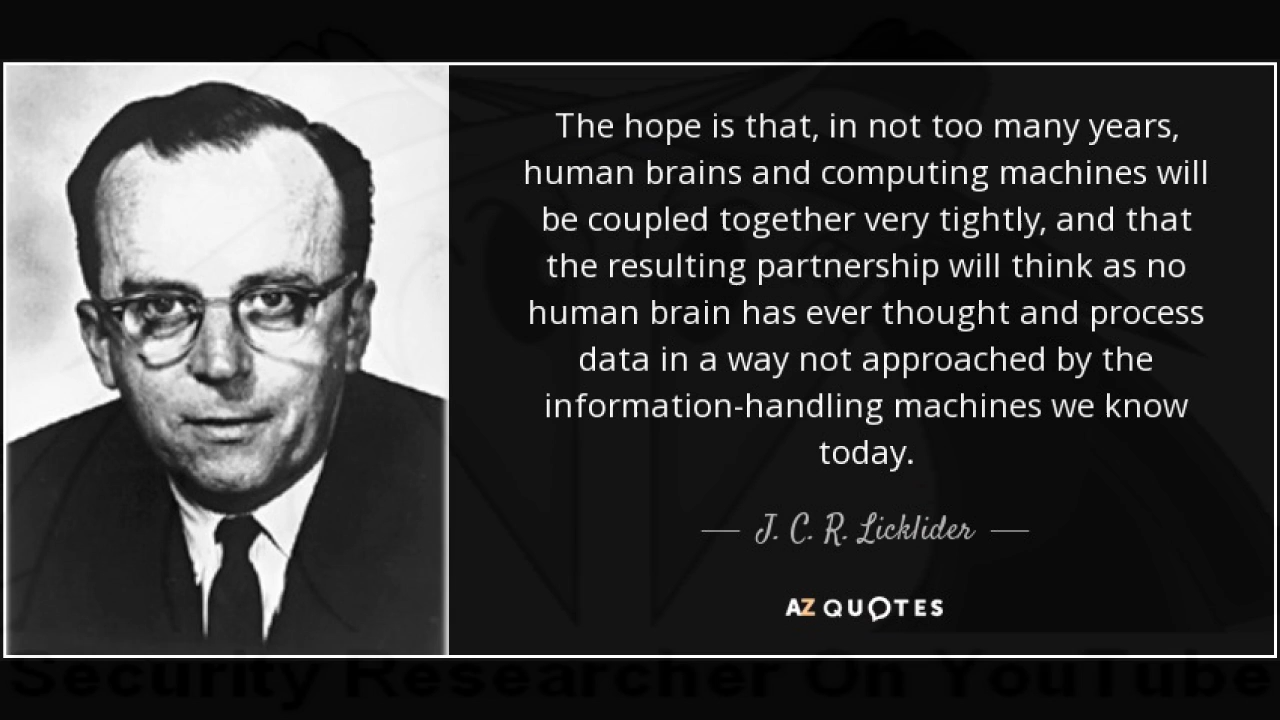 The hope is that, in not too many years,
human brains and computing machines will
be coupled together very tightly, and that
the resulting partnership will think as no
human brain has ever thought and process
data in a way not approached by the
information-handling machines we know
today.
J. C. R. Licklider
AZ QUOTES
Security Researcher On YouTube